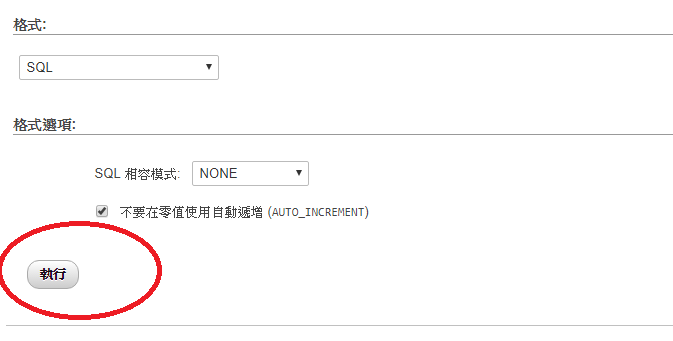 格式:
SQL
格式選項:
SQL 相容模式: NONE
不要在零值使用自動遞增 (AUTO_INCREMENT)
執行